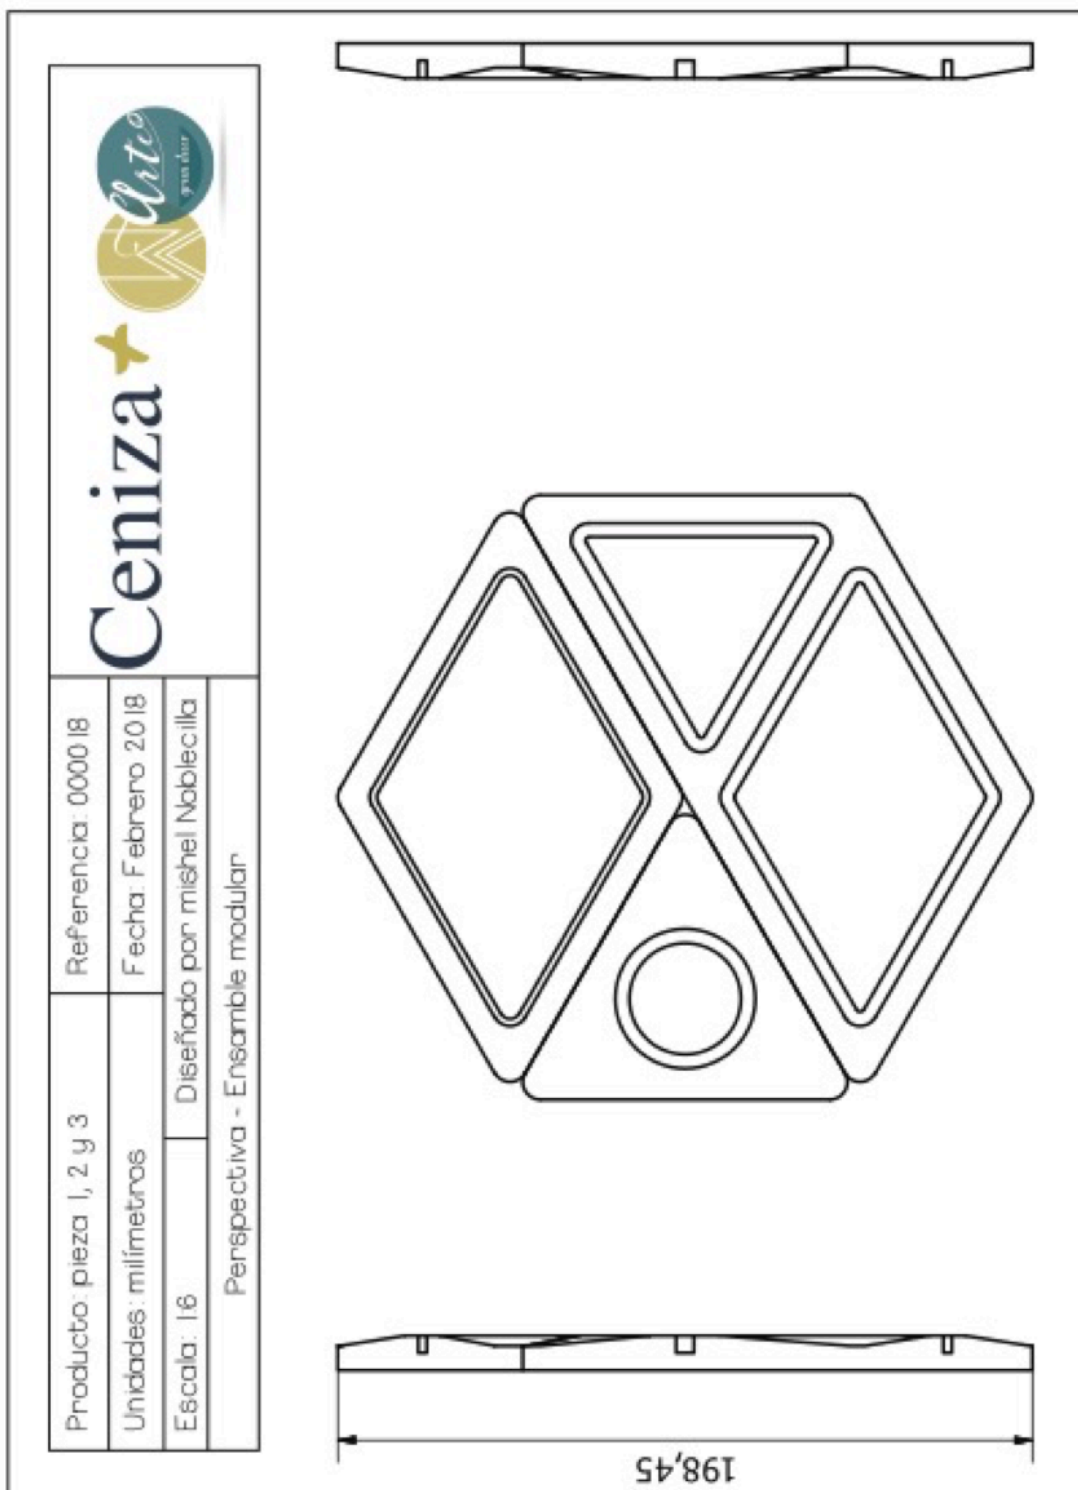 Producto: pieza 1, 2 y 3
Referencia: 000018
Unidades: milímetros
Fecha: Febrero 2018
Escala: 1:6
Diseñado por mishel Noblecilla
Perspectiva - Ensamble modular
Ceniza
Arte
198,45